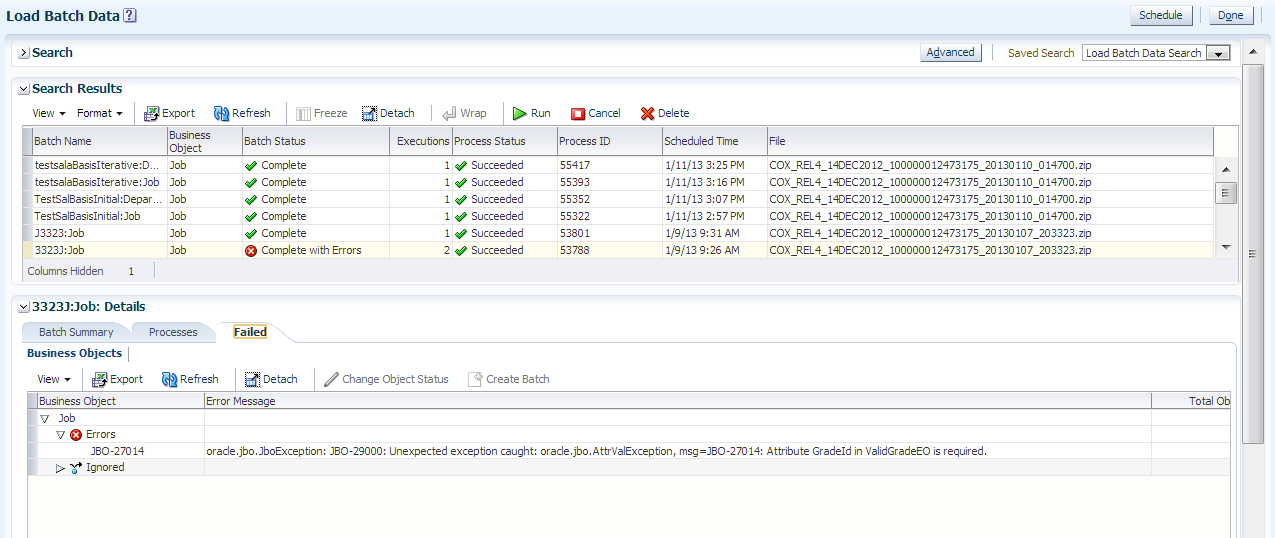 Load Batch Data ?
Schedule Done
Search Advanced Saved Search Load Batch Data Search
Search Results
View Format Export Refresh Freeze Detach Wrap Run Cancel Delete
Batch Name Business Object Batch Status Executions Process Status Process ID Scheduled Time File
testsalaBasisIterative:D... Job Complete 1 Succeeded 55417 1/11/13 3:25 PM COX_REL4_14DEC2012_100000012473175_20130110_014700.zip
testsalaBasisIterative:Job Job Complete 1 Succeeded 55393 1/11/13 3:16 PM COX_REL4_14DEC2012_100000012473175_20130110_014700.zip
TestSalBasisInitial:Depar... Job Complete 1 Succeeded 55352 1/11/13 3:07 PM COX_REL4_14DEC2012_100000012473175_20130110_014700.zip
TestSalBasisInitial:Job Job Complete 1 Succeeded 55322 1/11/13 2:57 PM COX_REL4_14DEC2012_100000012473175_20130110_014700.zip
J3323:Job Job Complete 1 Succeeded 53801 1/9/13 9:31 AM COX_REL4_14DEC2012_100000012473175_20130107_203323.zip
3323J:Job Job Complete with Errors 2 Succeeded 53788 1/9/13 9:26 AM COX_REL4_14DEC2012_100000012473175_20130107_203323.zip
Columns Hidden 1
3323J:Job: Details
Batch Summary Processes Failed
Business Objects
View Export Refresh Detach Change Object Status Create Batch
Business Object Error Message Total Ob
Job
Errors
JBO-27014 oracle.jbo.JboException: JBO-29000: Unexpected exception caught: oracle.jbo.AttrValException, msg=JBO-27014: Attribute GradeId in ValidGradeEO is required.
Ignored